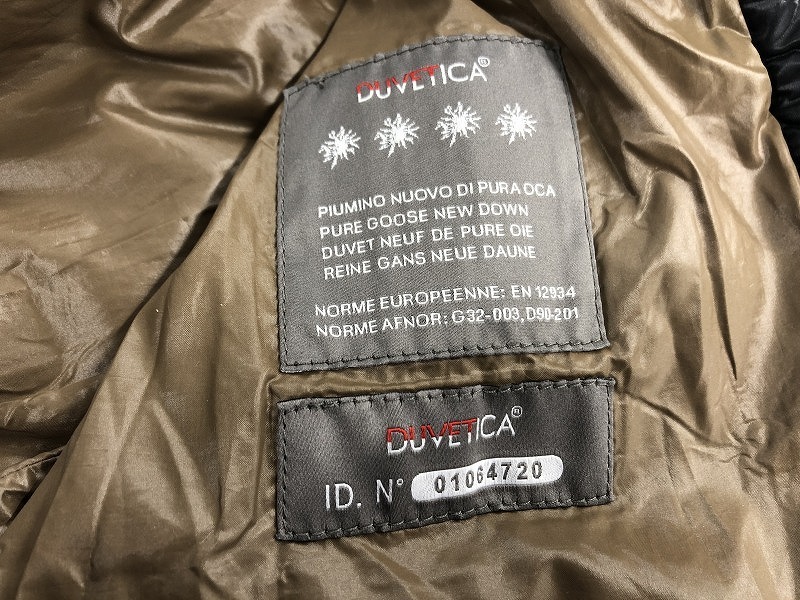 DUVETICA®
PIUMINO NUOVO DI PURA OCA
PURE GOOSE NEW DOWN
DUVET NEUF DE PURE OIE
REINE GANS NEUE DAUNE
NORME EUROPEENNE: EN 12934
NORME AFNOR: G32-003, D90-201
DUVETICA®
ID. N° 01064720